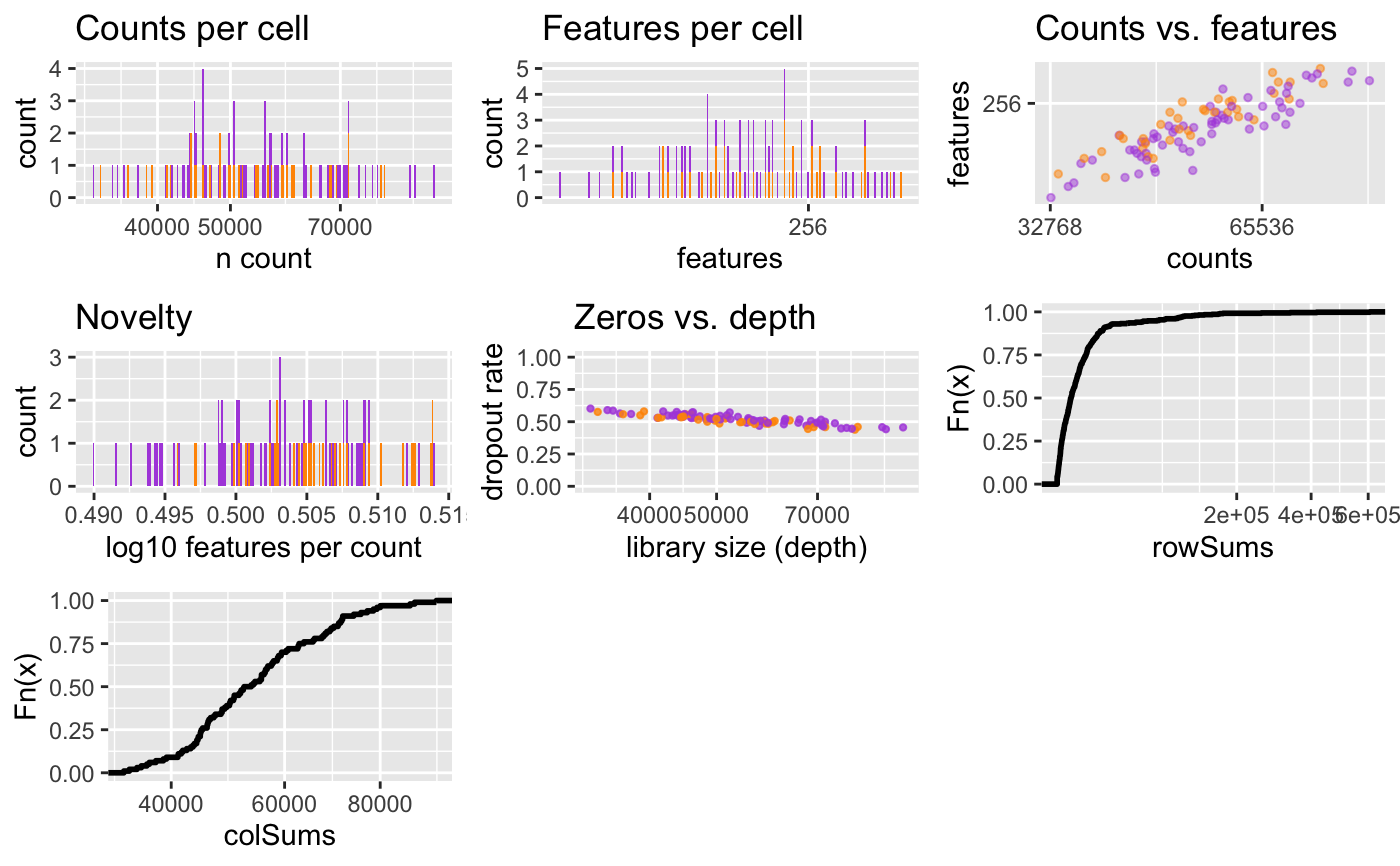 Counts per cell
count
4
3
2
1
0
40000 50000 70000
n count
Features per cell
count
5
4
3
2
1
0
256
features
Counts vs. features
features
256
32768 65536
counts
Novelty
count
3
2
1
0
0.490 0.495 0.500 0.505 0.510 0.51
log10 features per count
Zeros vs. depth
dropout rate
1.00
0.75
0.50
0.25
0.00
40000 50000 70000
library size (depth)
Fn(x)
1.00
0.75
0.50
0.25
0.00
2e+05 4e+05 6e+05
rowSums
Fn(x)
1.00
0.75
0.50
0.25
0.00
40000 60000 80000
colSums